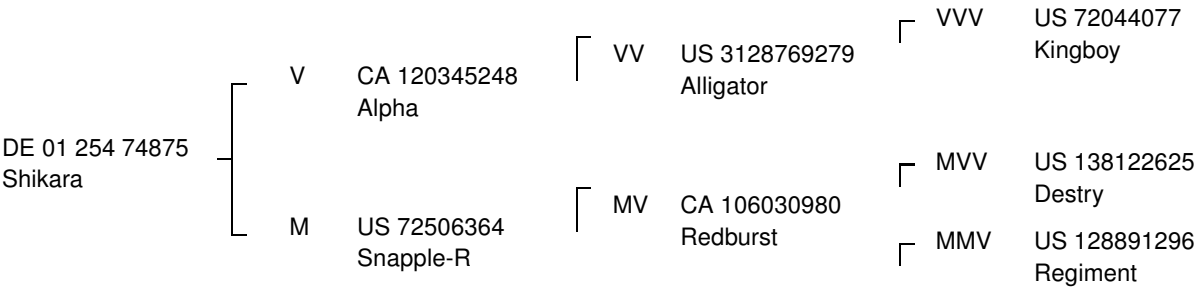 DE 01 254 74875
Shikara
V CA 120345248
Alpha
M US 72506364
Snapple-R
VV US 3128769279
Alligator
MV CA 106030980
Redburst
VVV US 72044077
Kingboy
MVV US 138122625
Destry
MMV US 128891296
Regiment